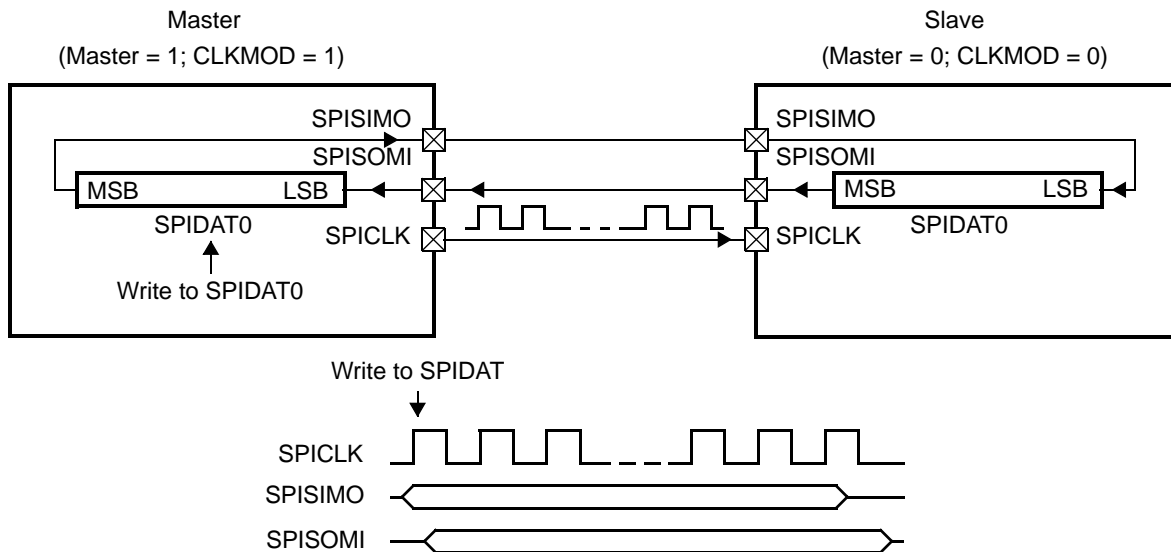 Master
(Master = 1; CLKMOD = 1)
Slave
(Master = 0; CLKMOD = 0)
SPISIMO
SPISIMO
SPISOMI
SPISOMI
MSB LSB
MSB LSB
SPIDAT0
SPIDAT0
SPICLK
SPICLK
Write to SPIDAT0
Write to SPIDAT
SPICLK
SPISIMO
SPISOMI